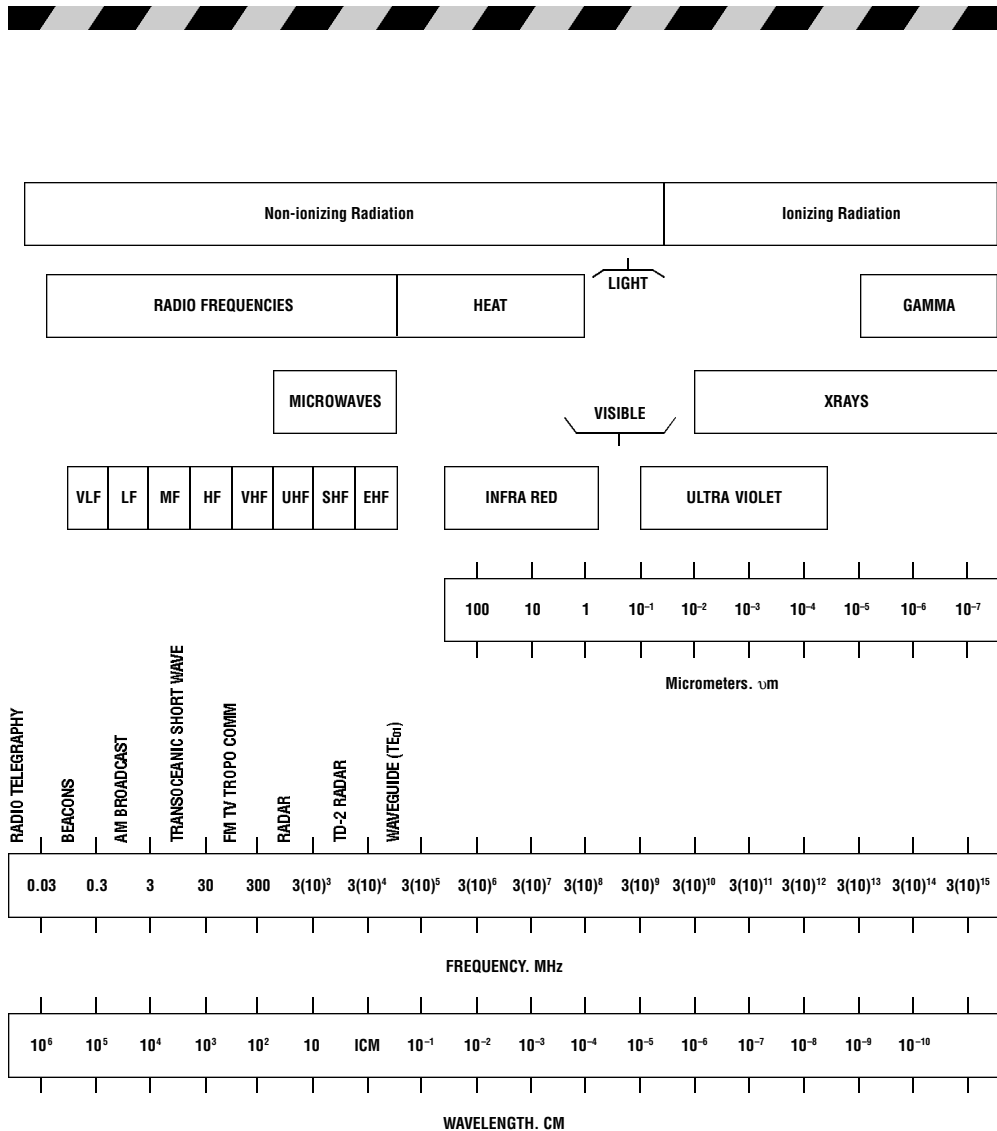 Non-ionizing Radiation Ionizing Radiation
LIGHT
RADIO FREQUENCIES HEAT GAMMA
MICROWAVES XRAYS
VISIBLE
VLF LF MF HF VHF UHF SHF EHF INFRA RED ULTRA VIOLET
100 10 1 10⁻¹ 10⁻² 10⁻³ 10⁻⁴ 10⁻⁵ 10⁻⁶ 10⁻⁷
Micrometers. υm
RADIO TELEGRAPHY
BEACONS
AM BROADCAST
TRANSOCEANIC SHORT WAVE
FM TV TROPO COMM
RADAR
TD-2 RADAR
WAVEGUIDE (TE₀₁)
0.03 0.3 3 30 300 3(10)³ 3(10)⁴ 3(10)⁵ 3(10)⁶ 3(10)⁷ 3(10)⁸ 3(10)⁹ 3(10)¹⁰ 3(10)¹¹ 3(10)¹² 3(10)¹³ 3(10)¹⁴ 3(10)¹⁵
FREQUENCY. MHz
10⁶ 10⁵ 10⁴ 10³ 10² 10 ICM 10⁻¹ 10⁻² 10⁻³ 10⁻⁴ 10⁻⁵ 10⁻⁶ 10⁻⁷ 10⁻⁸ 10⁻⁹ 10⁻¹⁰
WAVELENGTH. CM